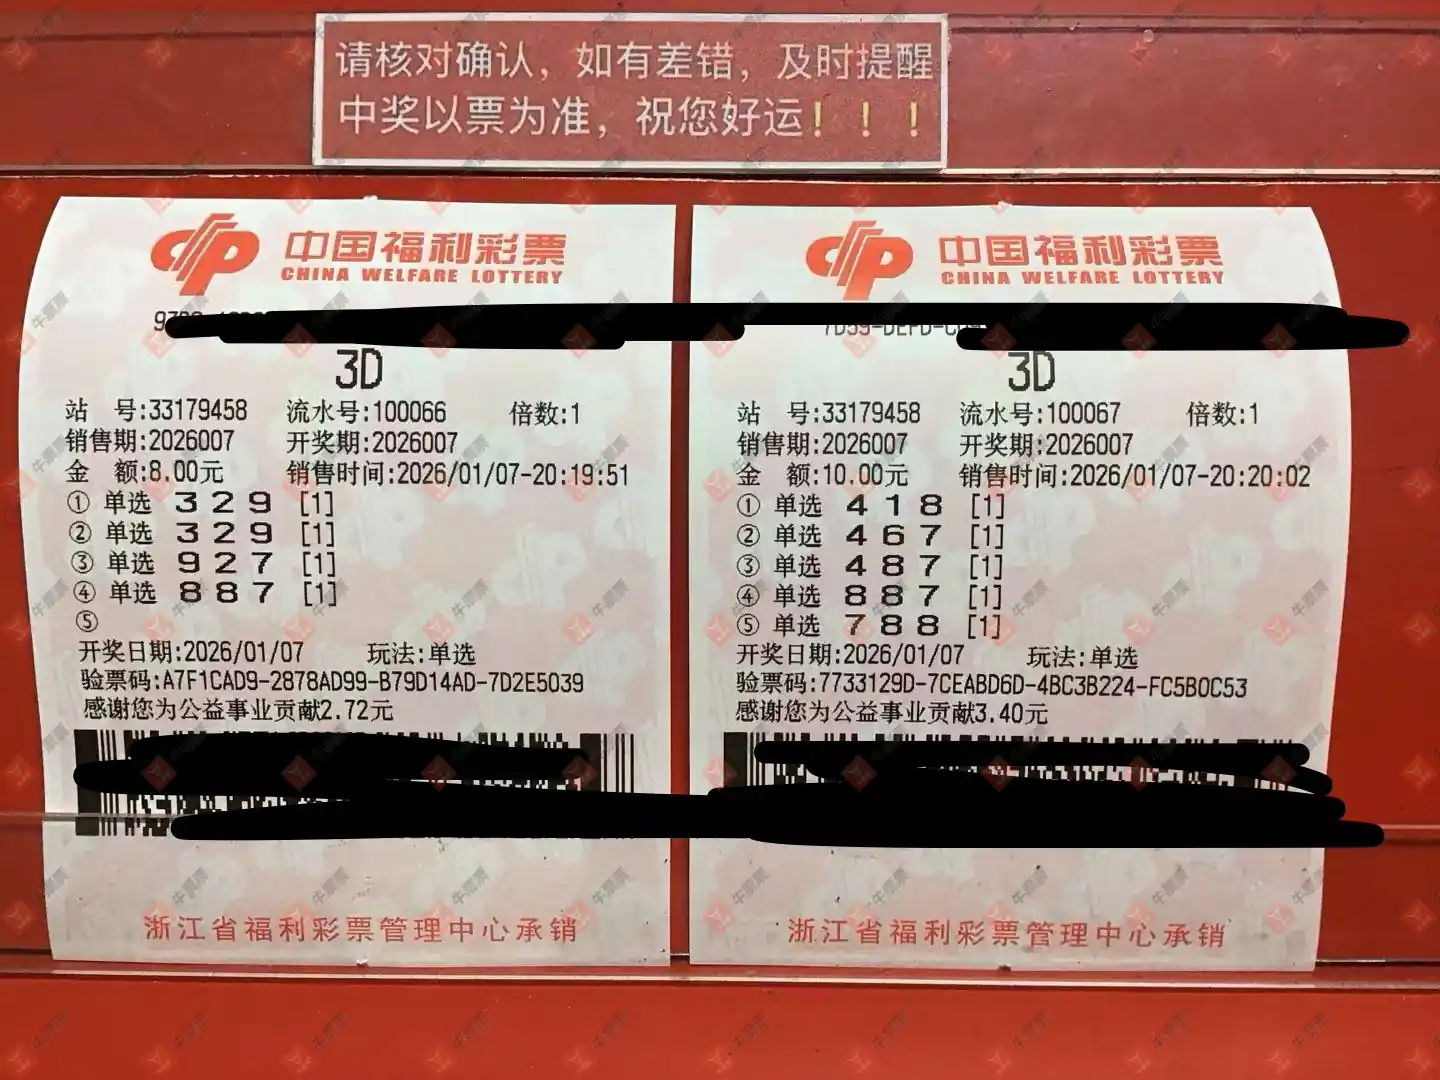 请核对确认，如有差错，及时提醒
中奖以票为准，祝您好运！！！
中国福利彩票
CHINA WELFARE LOTTERY
3D
站 号:33179458 流水号:100066 倍数:1
销售期:2026007 开奖期:2026007
金 额:8.00元 销售时间:2026/01/07-20:19:51
① 单选 3 2 9 [1]
② 单选 3 2 9 [1]
③ 单选 9 2 7 [1]
④ 单选 8 8 7 [1]
⑤
开奖日期:2026/01/07 玩法:单选
验票码:A7F1CAD9-2878AD99-B79D14AD-7D2E5039
感谢您为公益事业贡献2.72元
浙江省福利彩票管理中心承销
中国福利彩票
CHINA WELFARE LOTTERY
3D
站 号:33179458 流水号:100067 倍数:1
销售期:2026007 开奖期:2026007
金 额:10.00元 销售时间:2026/01/07-20:20:02
① 单选 4 1 8 [1]
② 单选 4 6 7 [1]
③ 单选 4 8 7 [1]
④ 单选 8 8 7 [1]
⑤ 单选 7 8 8 [1]
开奖日期:2026/01/07 玩法:单选
验票码:7733129D-7CEABD6D-4BC3B224-FC5B0C53
感谢您为公益事业贡献3.40元
浙江省福利彩票管理中心承销